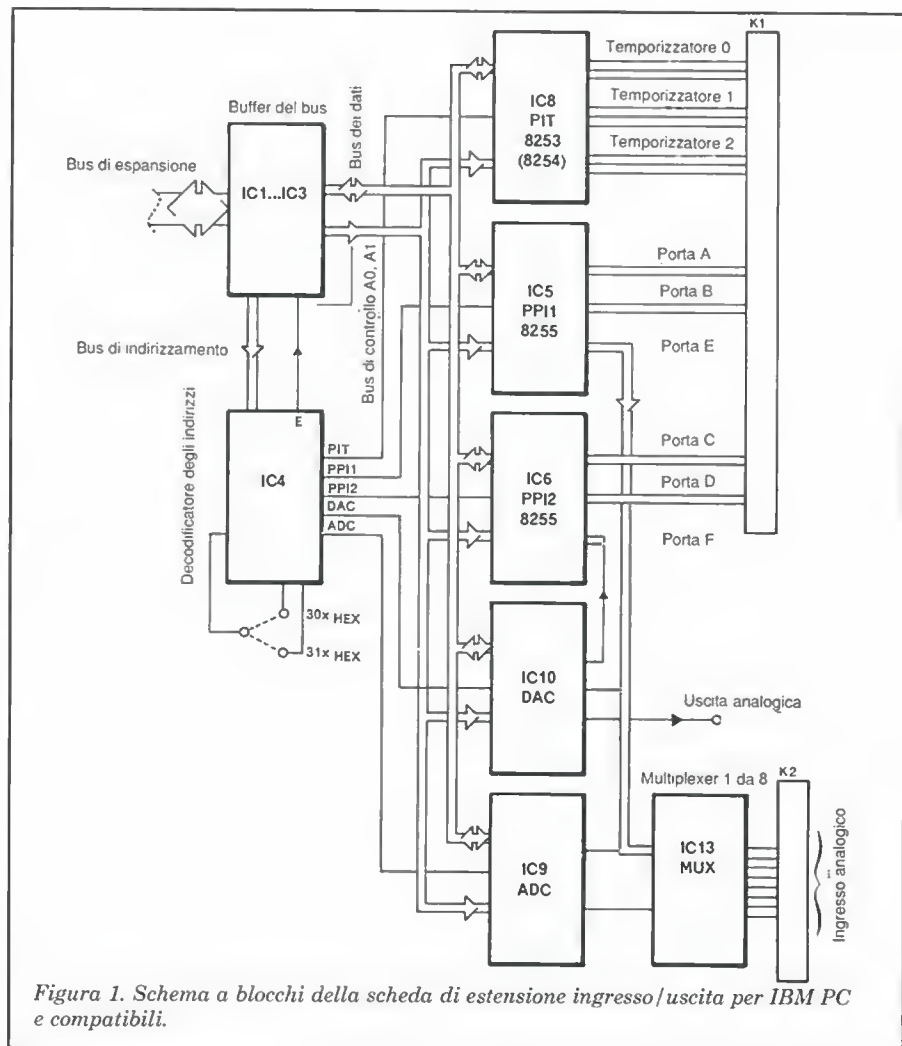 K1
Temporizzatore 0
IC8
PIT
8253
(8254)
Temporizzatore 1
Temporizzatore 2
Buffer del bus
Bus dei dati
Bus di espansione
IC1...IC3
Porta A
IC5
PPI1
8255
Porta B
Bus di indirizzamento
Bus di controllo A0, A1
Porta E
E
Decodificatore degli indirizzi
IC4
PIT
PPI1
PPI2
DAC
ADC
IC6
PPI2
8255
Porta C
Porta D
Porta F
30x HEX
31x HEX
IC10
DAC
Uscita analogica
Multiplexer 1 da 8
K2
IC9
ADC
IC13
MUX
Ingresso analogico
Figura 1. Schema a blocchi della scheda di estensione ingresso/uscita per IBM PC
e compatibili.